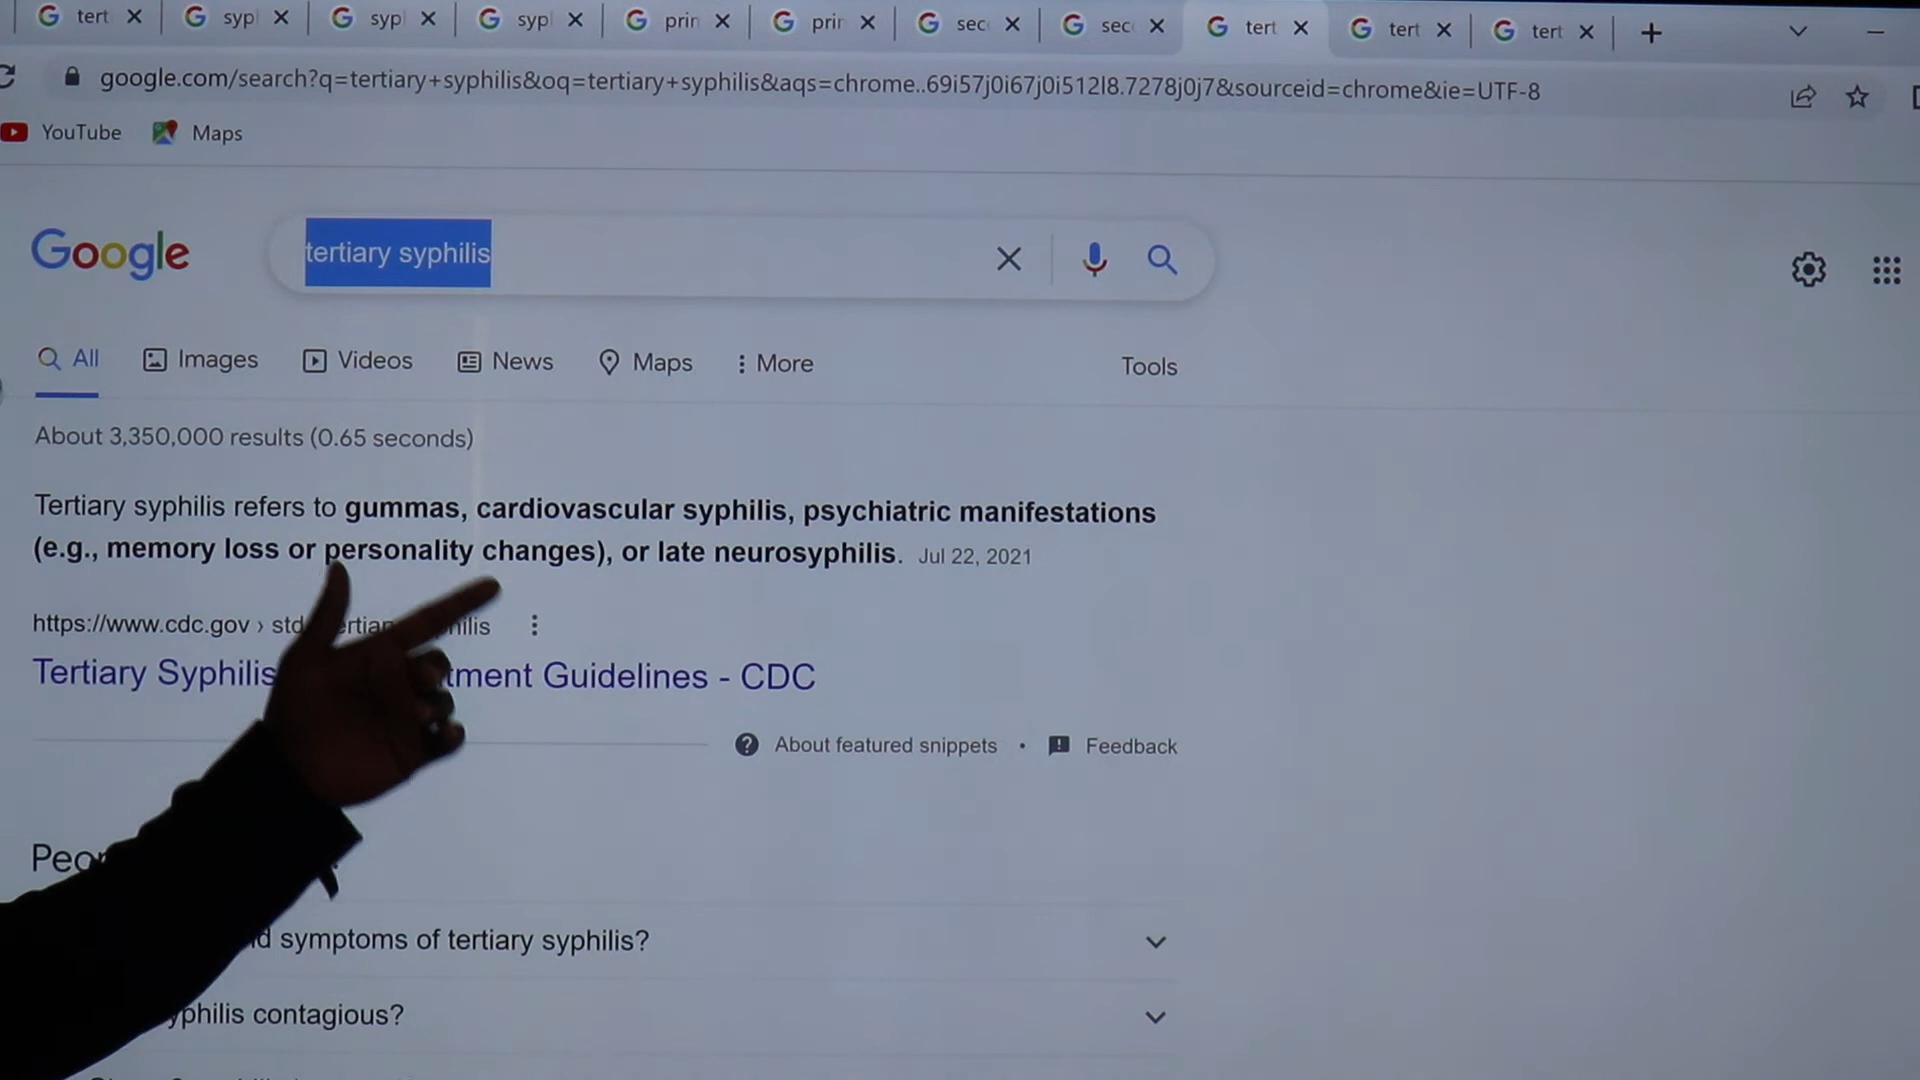 tert syp syp syp prin prin sec sec tert tert tert
google.com/search?q=tertiary+syphilis&oq=tertiary+syphilis&aqs=chrome..69i57j0i67j0i512l8.7278j0j7&sourceid=chrome&ie=UTF-8
YouTube Maps
Google tertiary syphilis
All Images Videos News Maps More Tools
About 3,350,000 results (0.65 seconds)
Tertiary syphilis refers to gummas, cardiovascular syphilis, psychiatric manifestations
(e.g., memory loss or personality changes), or late neurosyphilis. Jul 22, 2021
https://www.cdc.gov › std
Tertiary Syphilis tment Guidelines - CDC
About featured snippets • Feedback
Peo
symptoms of tertiary syphilis?
yphilis contagious?